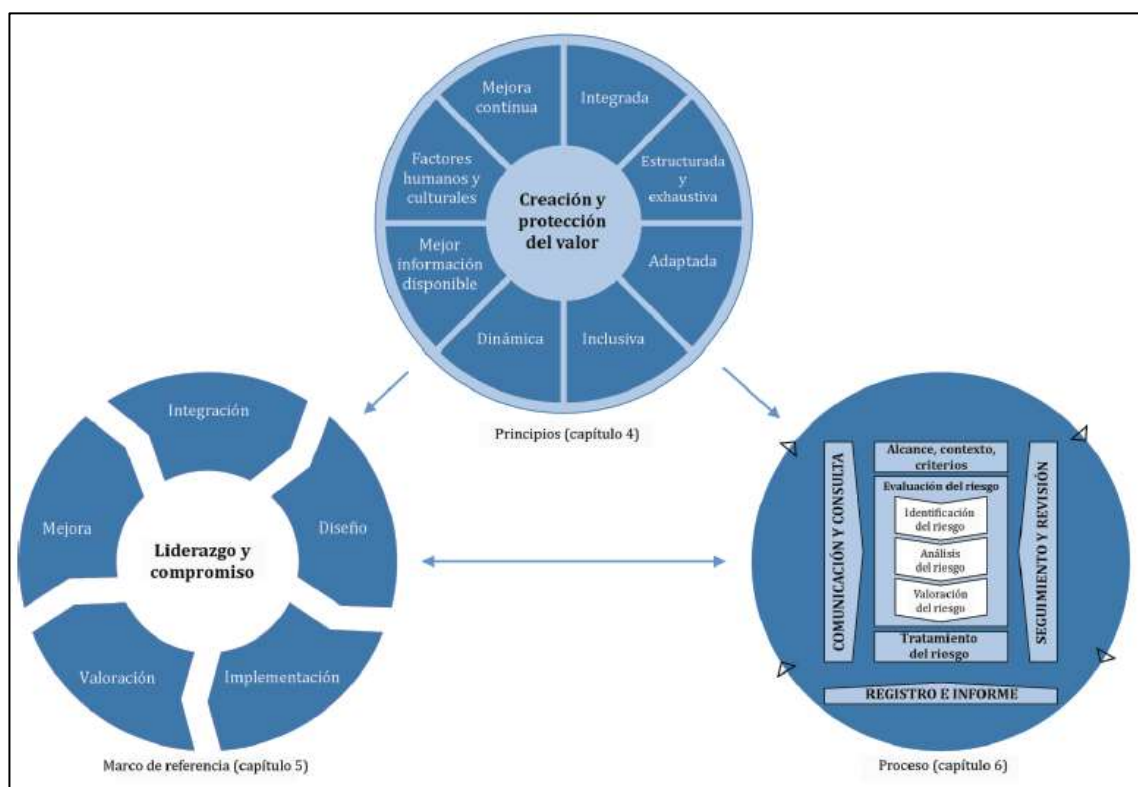 Mejora
continua
Integrada
Factores
humanos y
culturales
Estructurada
y
exhaustiva
Creación y
protección
del valor
Mejor
información
disponible
Adaptada
Dinámica
Inclusiva
Principios (capítulo 4)
Integración
Mejora
Diseño
Liderazgo y
compromiso
Valoración
Implementación
Marco de referencia (capítulo 5)
Alcance, contexto,
criterios
COMUNICACIÓN Y CONSULTA
Evaluación del riesgo
Identificación
del riesgo
Análisis
del riesgo
Valoración
del riesgo
SEGUIMIENTO Y REVISIÓN
Tratamiento
del riesgo
REGISTRO E INFORME
Proceso (capítulo 6)